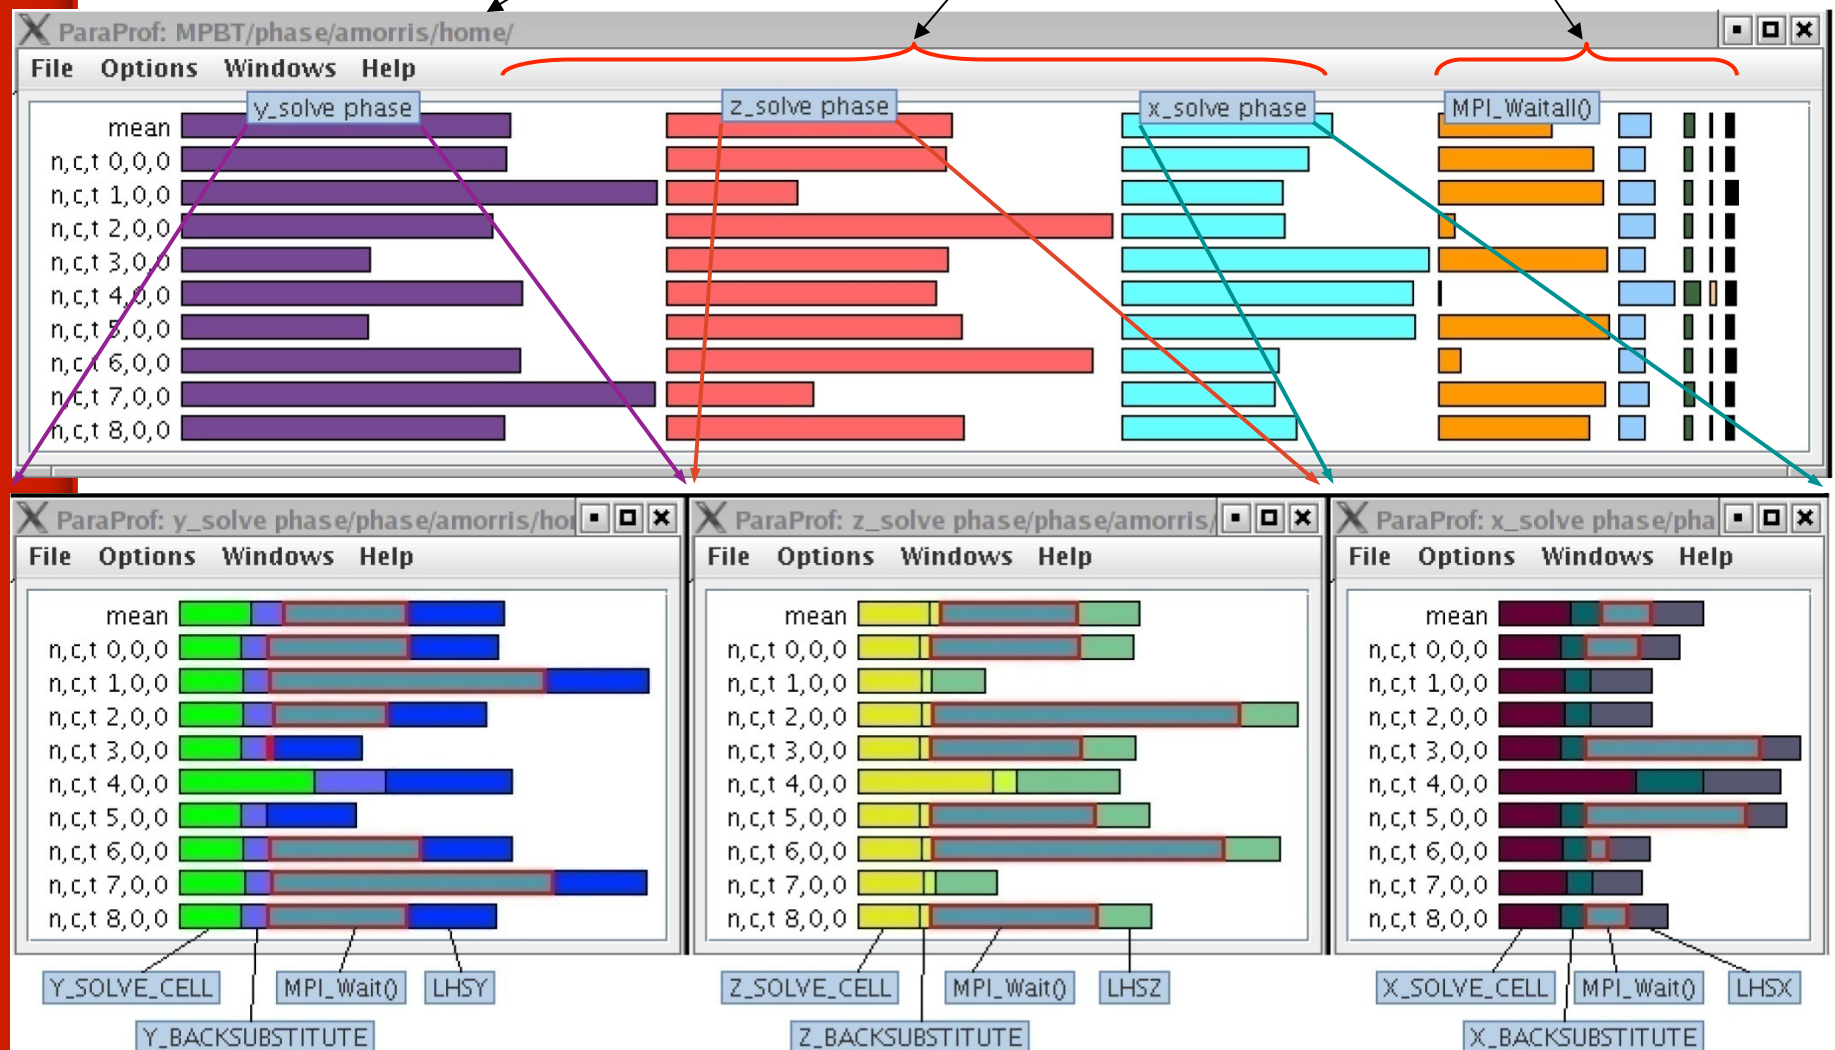 ParaProf: MPBT/phase/amorris/home/
File Options Windows Help
y_solve phase z_solve phase x_solve phase MPI_Waitall()
mean
n,c,t 0,0,0
n,c,t 1,0,0
n,c,t 2,0,0
n,c,t 3,0,0
n,c,t 4,0,0
n,c,t 5,0,0
n,c,t 6,0,0
n,c,t 7,0,0
n,c,t 8,0,0
ParaProf: y_solve phase/phase/amorris/ho
File Options Windows Help
mean
n,c,t 0,0,0
n,c,t 1,0,0
n,c,t 2,0,0
n,c,t 3,0,0
n,c,t 4,0,0
n,c,t 5,0,0
n,c,t 6,0,0
n,c,t 7,0,0
n,c,t 8,0,0
Y_SOLVE_CELL MPI_Wait() LHSY
Y_BACKSUBSTITUTE
ParaProf: z_solve phase/phase/amorris/
File Options Windows Help
mean
n,c,t 0,0,0
n,c,t 1,0,0
n,c,t 2,0,0
n,c,t 3,0,0
n,c,t 4,0,0
n,c,t 5,0,0
n,c,t 6,0,0
n,c,t 7,0,0
n,c,t 8,0,0
Z_SOLVE_CELL MPI_Wait() LHSZ
Z_BACKSUBSTITUTE
ParaProf: x_solve phase/pha
File Options Windows Help
mean
n,c,t 0,0,0
n,c,t 1,0,0
n,c,t 2,0,0
n,c,t 3,0,0
n,c,t 4,0,0
n,c,t 5,0,0
n,c,t 6,0,0
n,c,t 7,0,0
n,c,t 8,0,0
X_SOLVE_CELL MPI_Wait() LHSX
X_BACKSUBSTITUTE